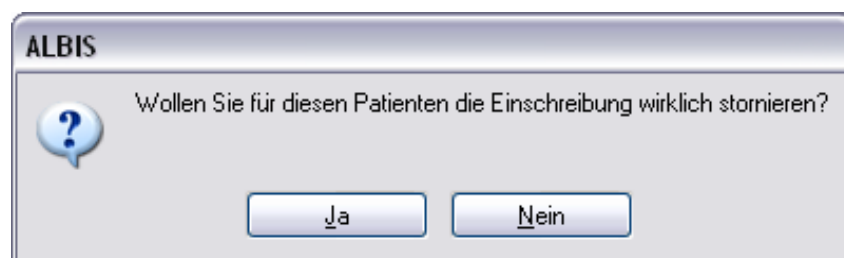 ALBIS
Wollen Sie für diesen Patienten die Einschreibung wirklich stornieren?
?
Ja
Nein